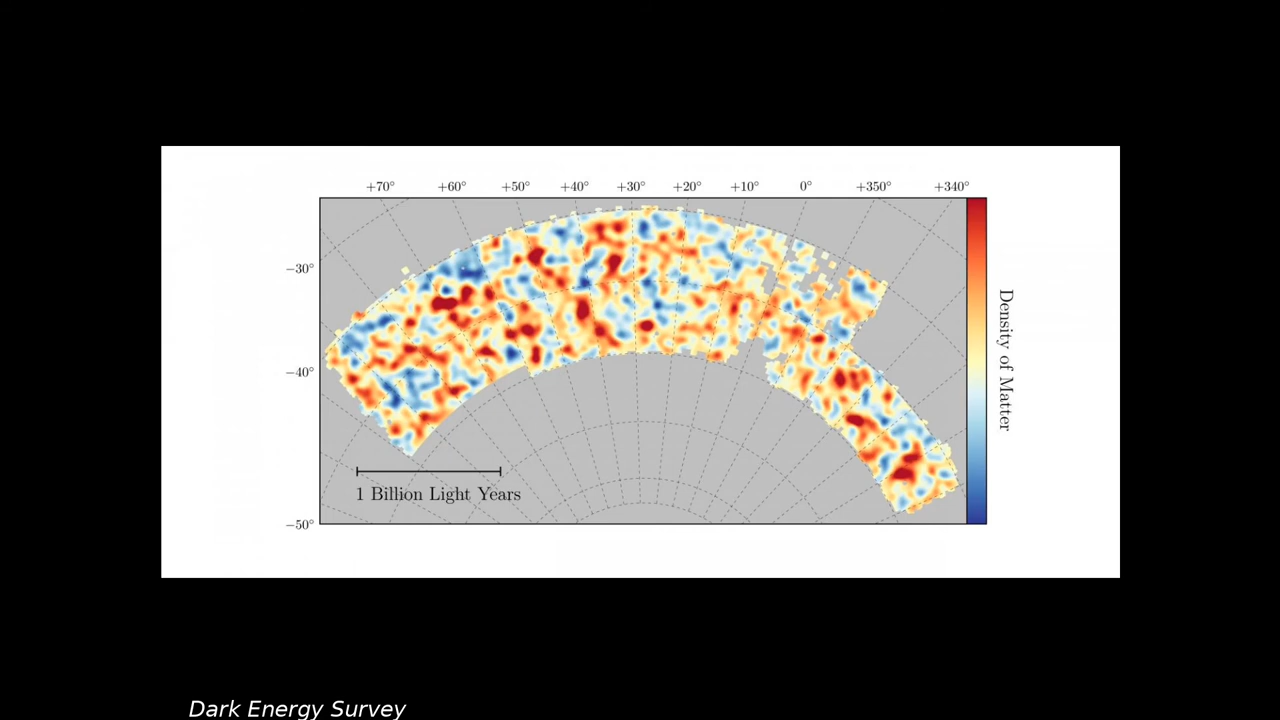 +70° +60° +50° +40° +30° +20° +10° 0° +350° +340°
−30°
−40°
−50°
Density of Matter
1 Billion Light Years
Dark Energy Survey